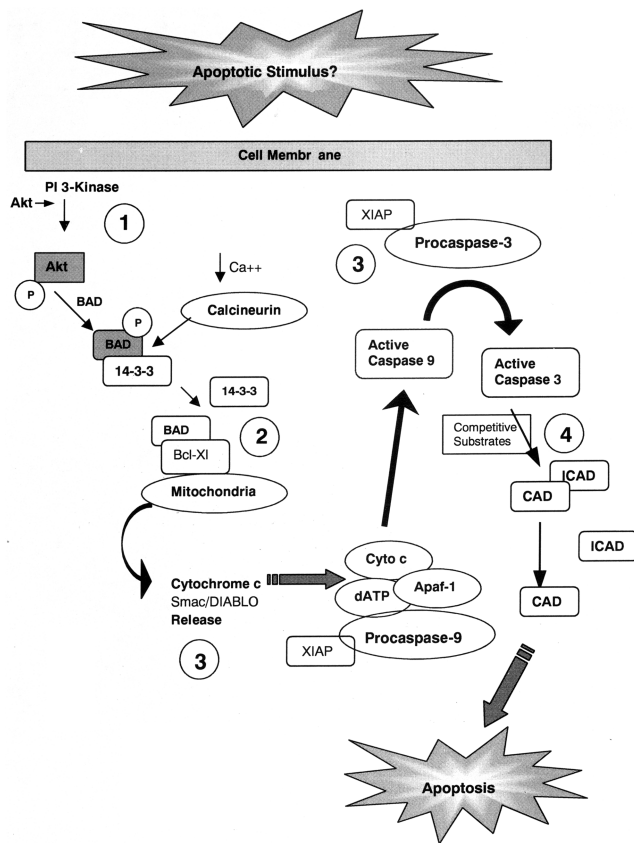 Apoptotic Stimulus?
Cell Membr ane
PI 3-Kinase
Akt
1
Akt
P
BAD
Ca++
Calcineurin
P
BAD
14-3-3
14-3-3
BAD
Bcl-Xl
2
Mitochondria
Cytochrome c
Smac/DIABLO
Release
3
Cyto c
dATP
Apaf-1
Procaspase-9
XIAP
XIAP
Procaspase-3
3
Active
Caspase 9
Active
Caspase 3
Competitive
Substrates
4
ICAD
CAD
ICAD
CAD
Apoptosis